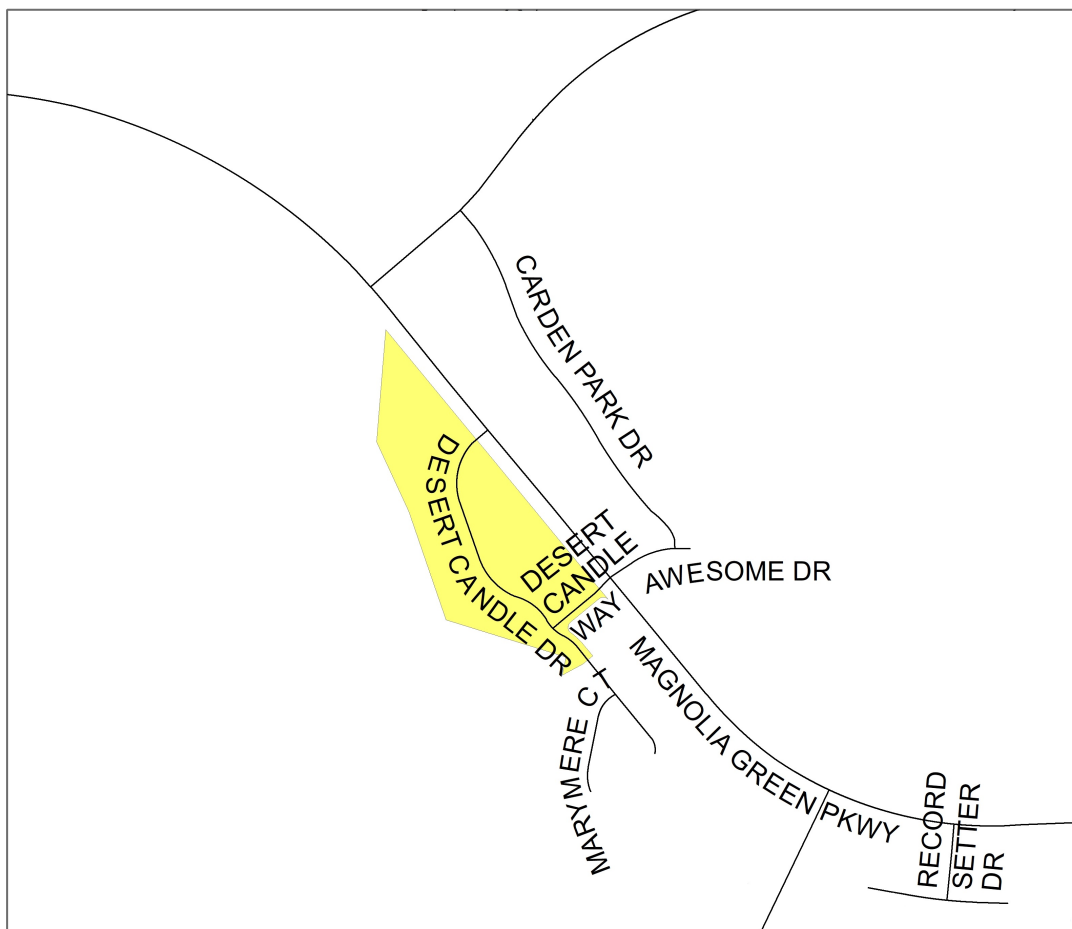 CARDEN PARK DR
DESERT CANDLE DR
DESERT
CANDLE
WAY
AWESOME DR
MAGNOLIA GREEN PKWY
MARYMERE CT
RECORD
SETTER
DR